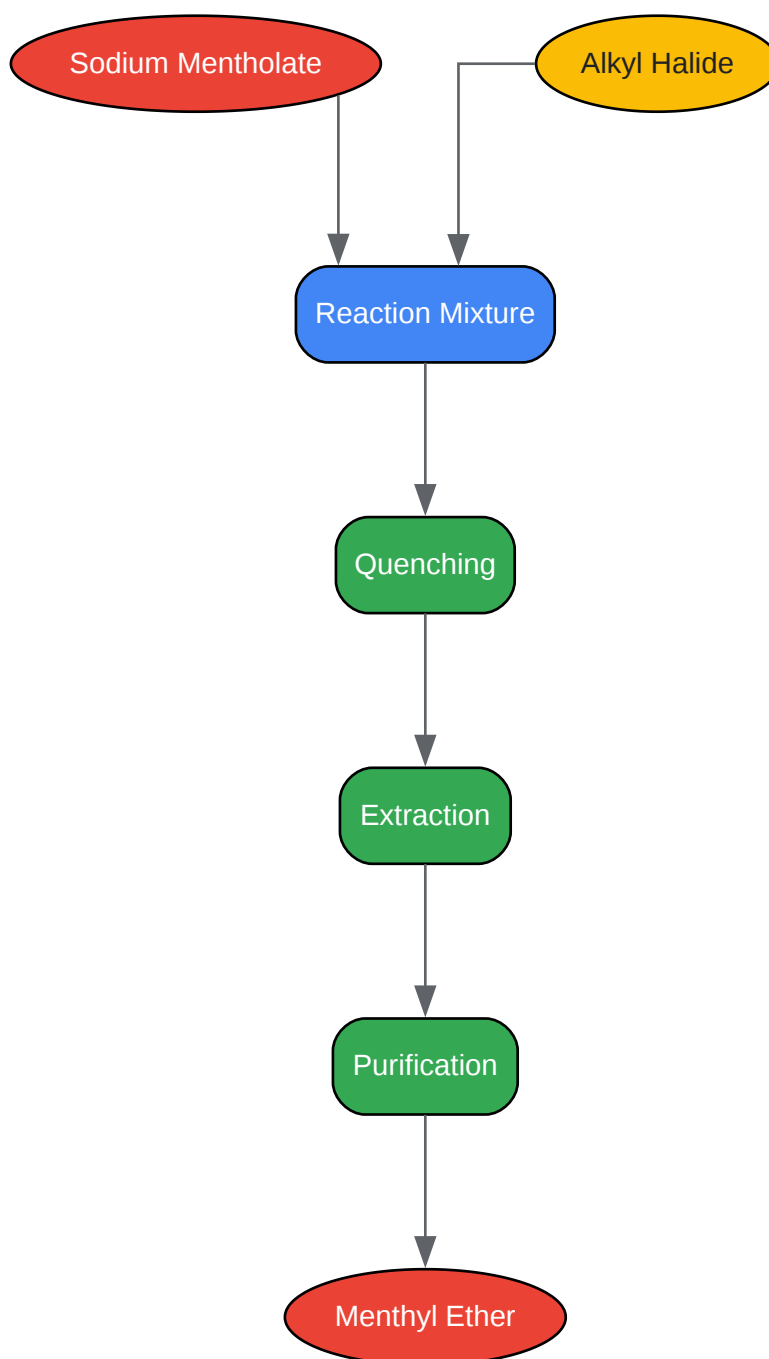 Sodium Mentholate
Alkyl Halide
Reaction Mixture
Quenching
Extraction
Purification
Menthyl Ether